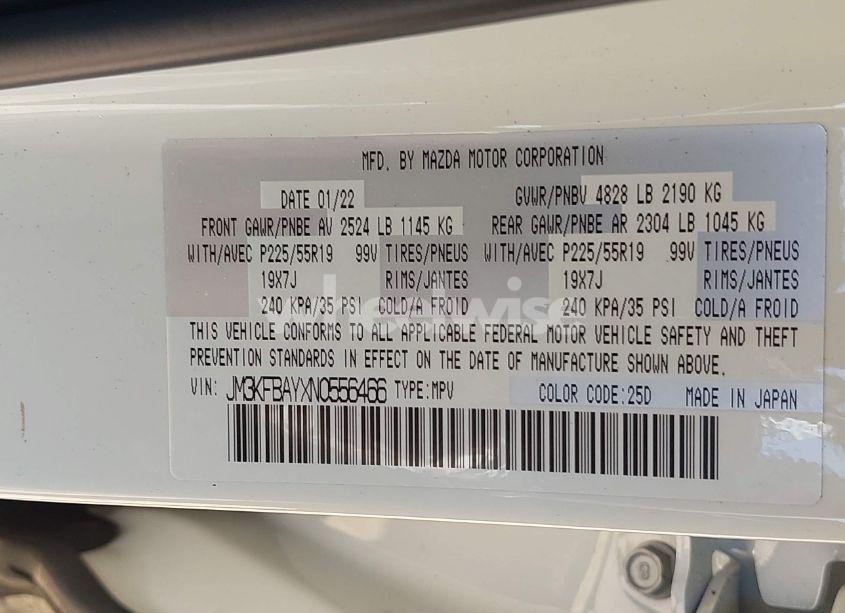 MFD. BY MAZDA MOTOR CORPORATION
DATE 01/22 GVWR/PNBV 4828 LB 2190 KG
FRONT GAWR/PNBE AV 2524 LB 1145 KG REAR GAWR/PNBE AR 2304 LB 1045 KG
WITH/AVEC P225/55R19 99V TIRES/PNEUS WITH/AVEC P225/55R19 99V TIRES/PNEUS
19X7J RIMS/JANTES 19X7J RIMS/JANTES
240 KPA/35 PSI COLD/A FROID 240 KPA/35 PSI COLD/A FROID
wheelwise
THIS VEHICLE CONFORMS TO ALL APPLICABLE FEDERAL MOTOR VEHICLE SAFETY AND THEFT
PREVENTION STANDARDS IN EFFECT ON THE DATE OF MANUFACTURE SHOWN ABOVE.
VIN: JM3KFBAYXN0556466 TYPE:MPV COLOR CODE:25D MADE IN JAPAN